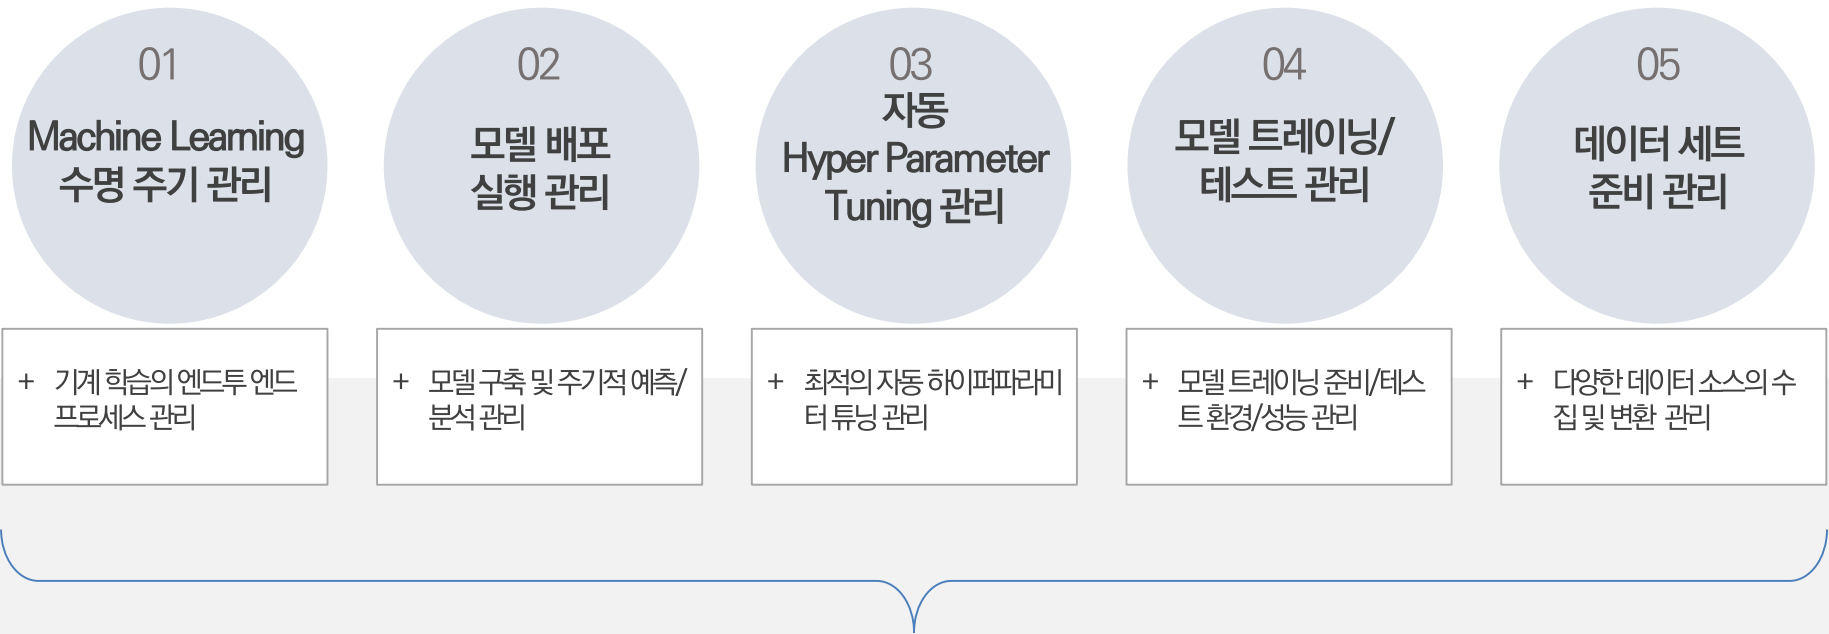 01
Machine Learning
수명 주기 관리
+ 기계 학습의 엔드투 엔드
프로세스 관리
02
모델 배포
실행 관리
+ 모델 구축 및 주기적 예측/
분석 관리
03
자동
Hyper Parameter
Tuning 관리
+ 최적의 자동 하이퍼파라미
터 튜닝 관리
04
모델 트레이닝/
테스트 관리
+ 모델 트레이닝 준비/테스
트 환경/성능 관리
05
데이터 세트
준비 관리
+ 다양한 데이터 소스의 수
집 및 변환 관리